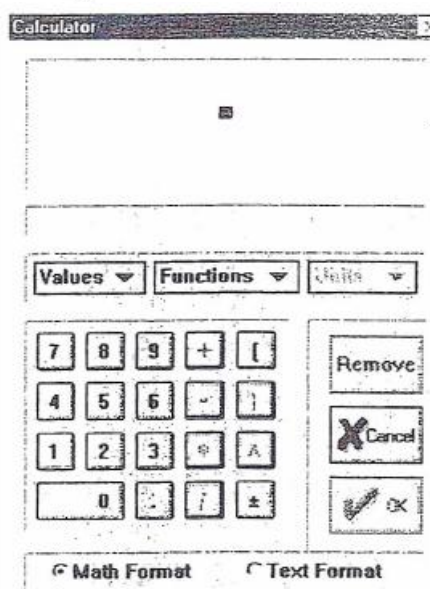 Calculator
Values Functions Units
7 8 9 + (
4 5 6 - )
1 2 3 * ^
0 . / ±
Remove
Cancel
OK
Math Format Text Format